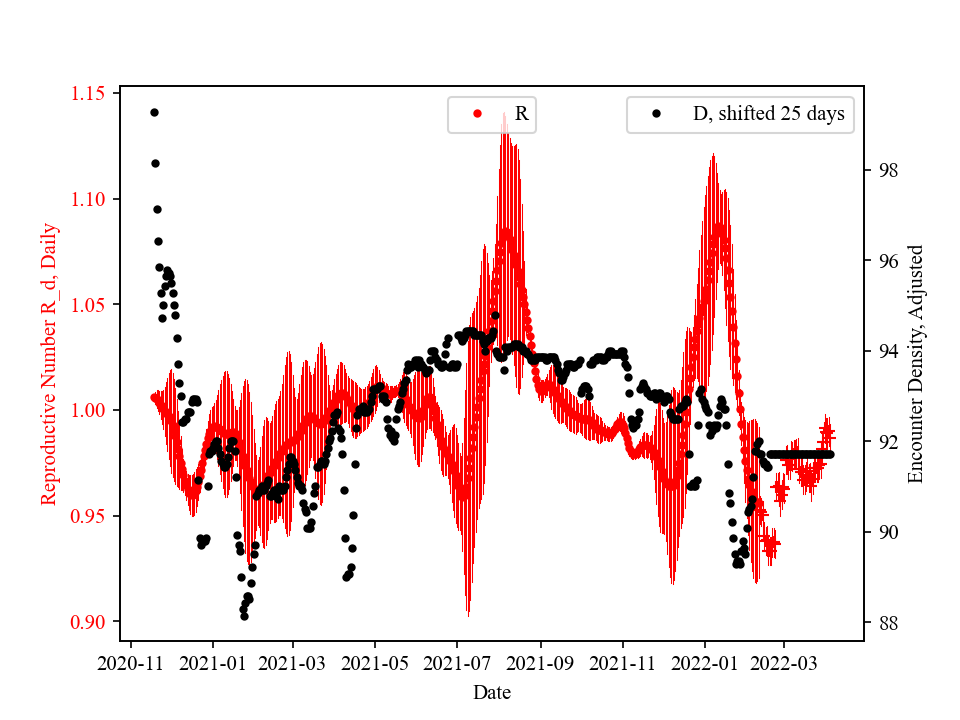 R
D, shifted 25 days
Reproductive Number R_d, Daily
1.15
1.10
1.05
1.00
0.95
0.90
98
96
94
92
90
88
Encounter Density, Adjusted
2020-11 2021-01 2021-03 2021-05 2021-07 2021-09 2021-11 2022-01 2022-03
Date